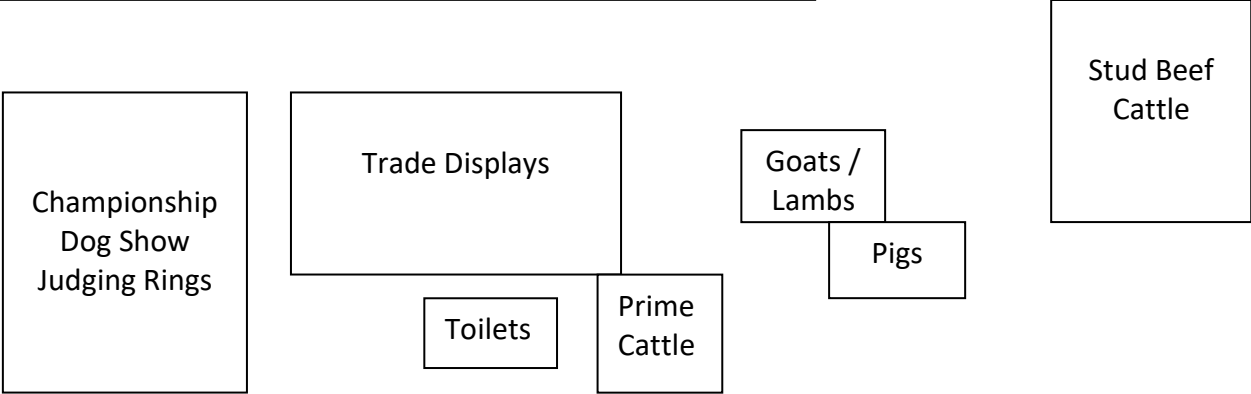 Championship
Dog Show
Judging Rings
Trade Displays
Toilets
Prime
Cattle
Goats /
Lambs
Pigs
Stud Beef
Cattle